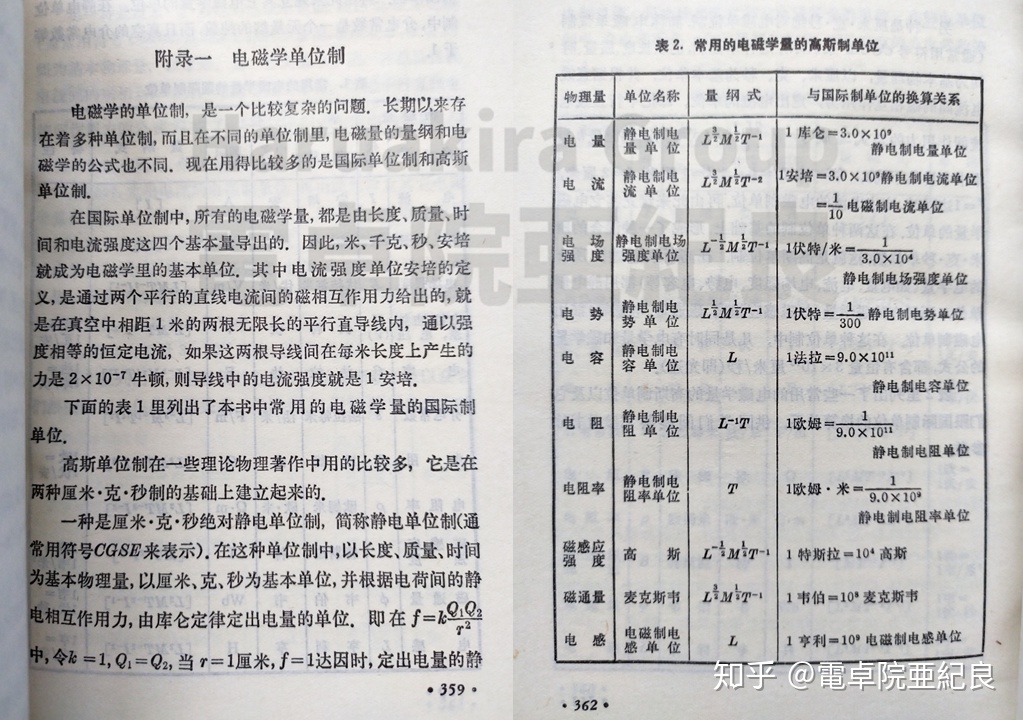 附录一 电磁学单位制
电磁学的单位制，是一个比较复杂的问题．长期以来存
在着多种单位制，而且在不同的单位制里，电磁量的量纲和电
磁学的公式也不同．现在用得比较多的是国际单位制和高斯
单位制．
在国际单位制中，所有的电磁学量，都是由长度、质量、时
间和电流强度这四个基本量导出的．因此，米、千克、秒、安培
就成为电磁学里的基本单位．其中电流强度单位安培的定
义，是通过两个平行的直线电流间的磁相互作用力给出的，就
是在真空中相距1米的两根无限长的平行直导线内，通以强
度相等的恒定电流，如果这两根导线间在每米长度上产生的
力是2×10⁻⁷牛顿，则导线中的电流强度就是1安培．
下面的表1里列出了本书中常用的电磁学量的国际制
单位．
高斯单位制在一些理论物理著作中用的比较多，它是在
两种厘米·克·秒制的基础上建立起来的．
一种是厘米·克·秒绝对静电单位制，简称静电单位制（通
常用符号CGSE来表示）．在这种单位制中，以长度、质量、时间
为基本物理量，以厘米、克、秒为基本单位，并根据电荷间的静
电相互作用力，由库仑定律定出电量的单位．即在 f=kQ₁Q₂/r²
中，令k=1，Q₁=Q₂，当r=1厘米，f=1达因时，定出电量的静
·359·
表2．常用的电磁学量的高斯制单位
物理量 单位名称 量纲式 与国际制单位的换算关系
电量 静电制电量单位 L^(3/2)M^(1/2)T⁻¹ 1库仑=3.0×10⁹
静电制电量单位
电流 静电制电流单位 L^(3/2)M^(1/2)T⁻² 1安培=3.0×10⁹静电制电流单位
=1/10 电磁制电流单位
电场强度 静电制电场强度单位 L^(-1/2)M^(1/2)T⁻¹ 1伏特/米=1/(3.0×10⁴)
静电制电场强度单位
电势 静电制电势单位 L^(1/2)M^(1/2)T⁻¹ 1伏特=1/300 静电制电势单位
电容 静电制电容单位 L 1法拉=9.0×10¹¹
静电制电容单位
电阻 静电制电阻单位 L⁻¹T 1欧姆=1/(9.0×10¹¹)
静电制电阻单位
电阻率 静电制电阻率单位 T 1欧姆·米=1/(9.0×10⁹)
静电制电阻率单位
磁感应强度 高斯 L^(-1/2)M^(1/2)T⁻¹ 1特斯拉=10⁴高斯
磁通量 麦克斯韦 L^(3/2)M^(1/2)T⁻¹ 1韦伯=10⁸麦克斯韦
电感 电磁制电感单位 L 1亨利=10⁹电磁制电感单位
·362·
Haruakira Group
電卓院亜紀良
知乎 @電卓院亜紀良